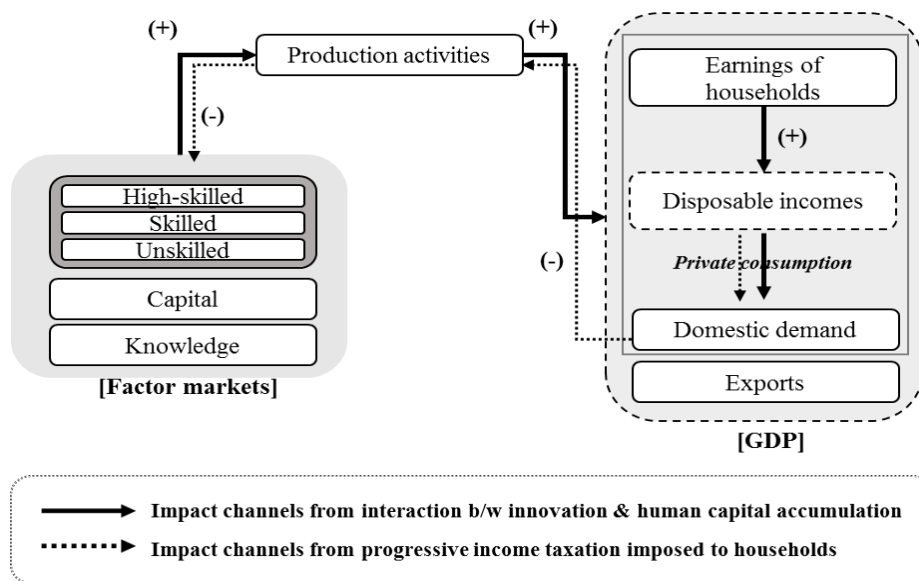 (+)
Production activities
(+)
(-)
High-skilled
Skilled
Unskilled
Capital
Knowledge
[Factor markets]
Earnings of
households
(+)
Disposable incomes
Private consumption
(-)
Domestic demand
Exports
[GDP]
Impact channels from interaction b/w innovation & human capital accumulation
Impact channels from progressive income taxation imposed to households